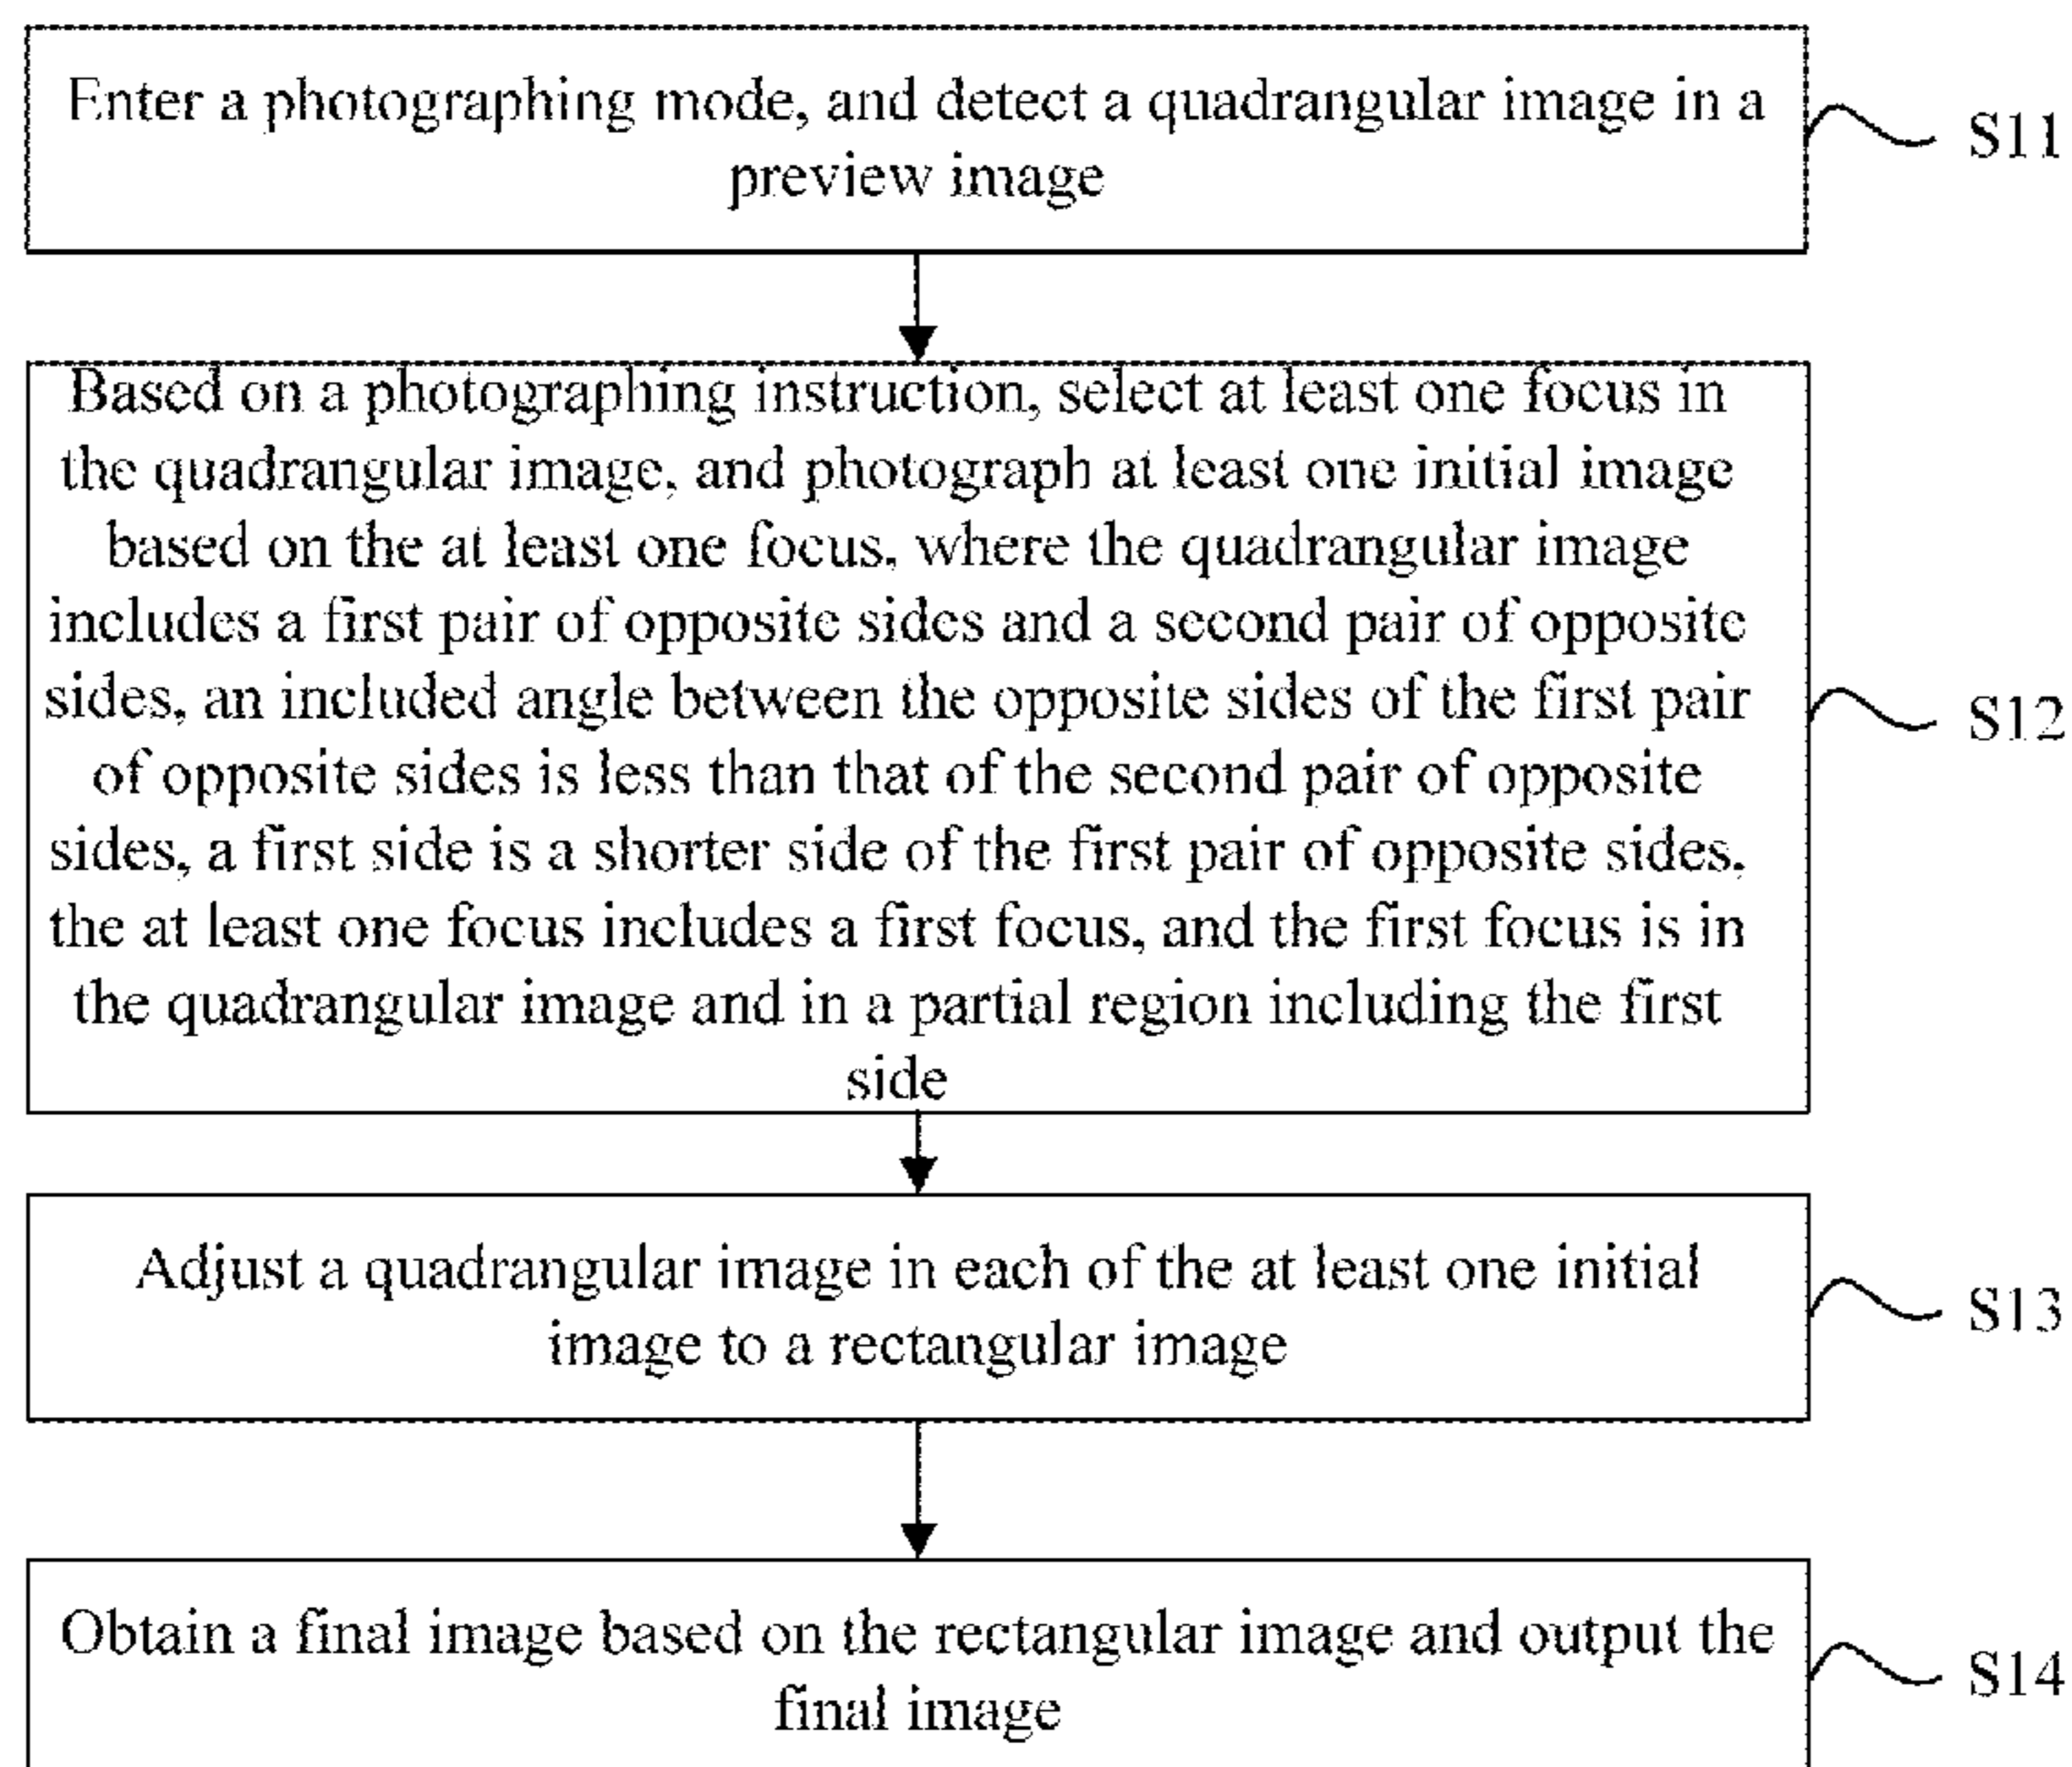 Enter a photographing mode, and detect a quadrangular image in a
preview image
S11
Based on a photographing instruction, select at least one focus in
the quadrangular image, and photograph at least one initial image
based on the at least one focus, where the quadrangular image
includes a first pair of opposite sides and a second pair of opposite
sides, an included angle between the opposite sides of the first pair
of opposite sides is less than that of the second pair of opposite
sides, a first side is a shorter side of the first pair of opposite sides,
the at least one focus includes a first focus, and the first focus is in
the quadrangular image and in a partial region including the first
side
S12
Adjust a quadrangular image in each of the at least one initial
image to a rectangular image
S13
Obtain a final image based on the rectangular image and output the
final image
S14